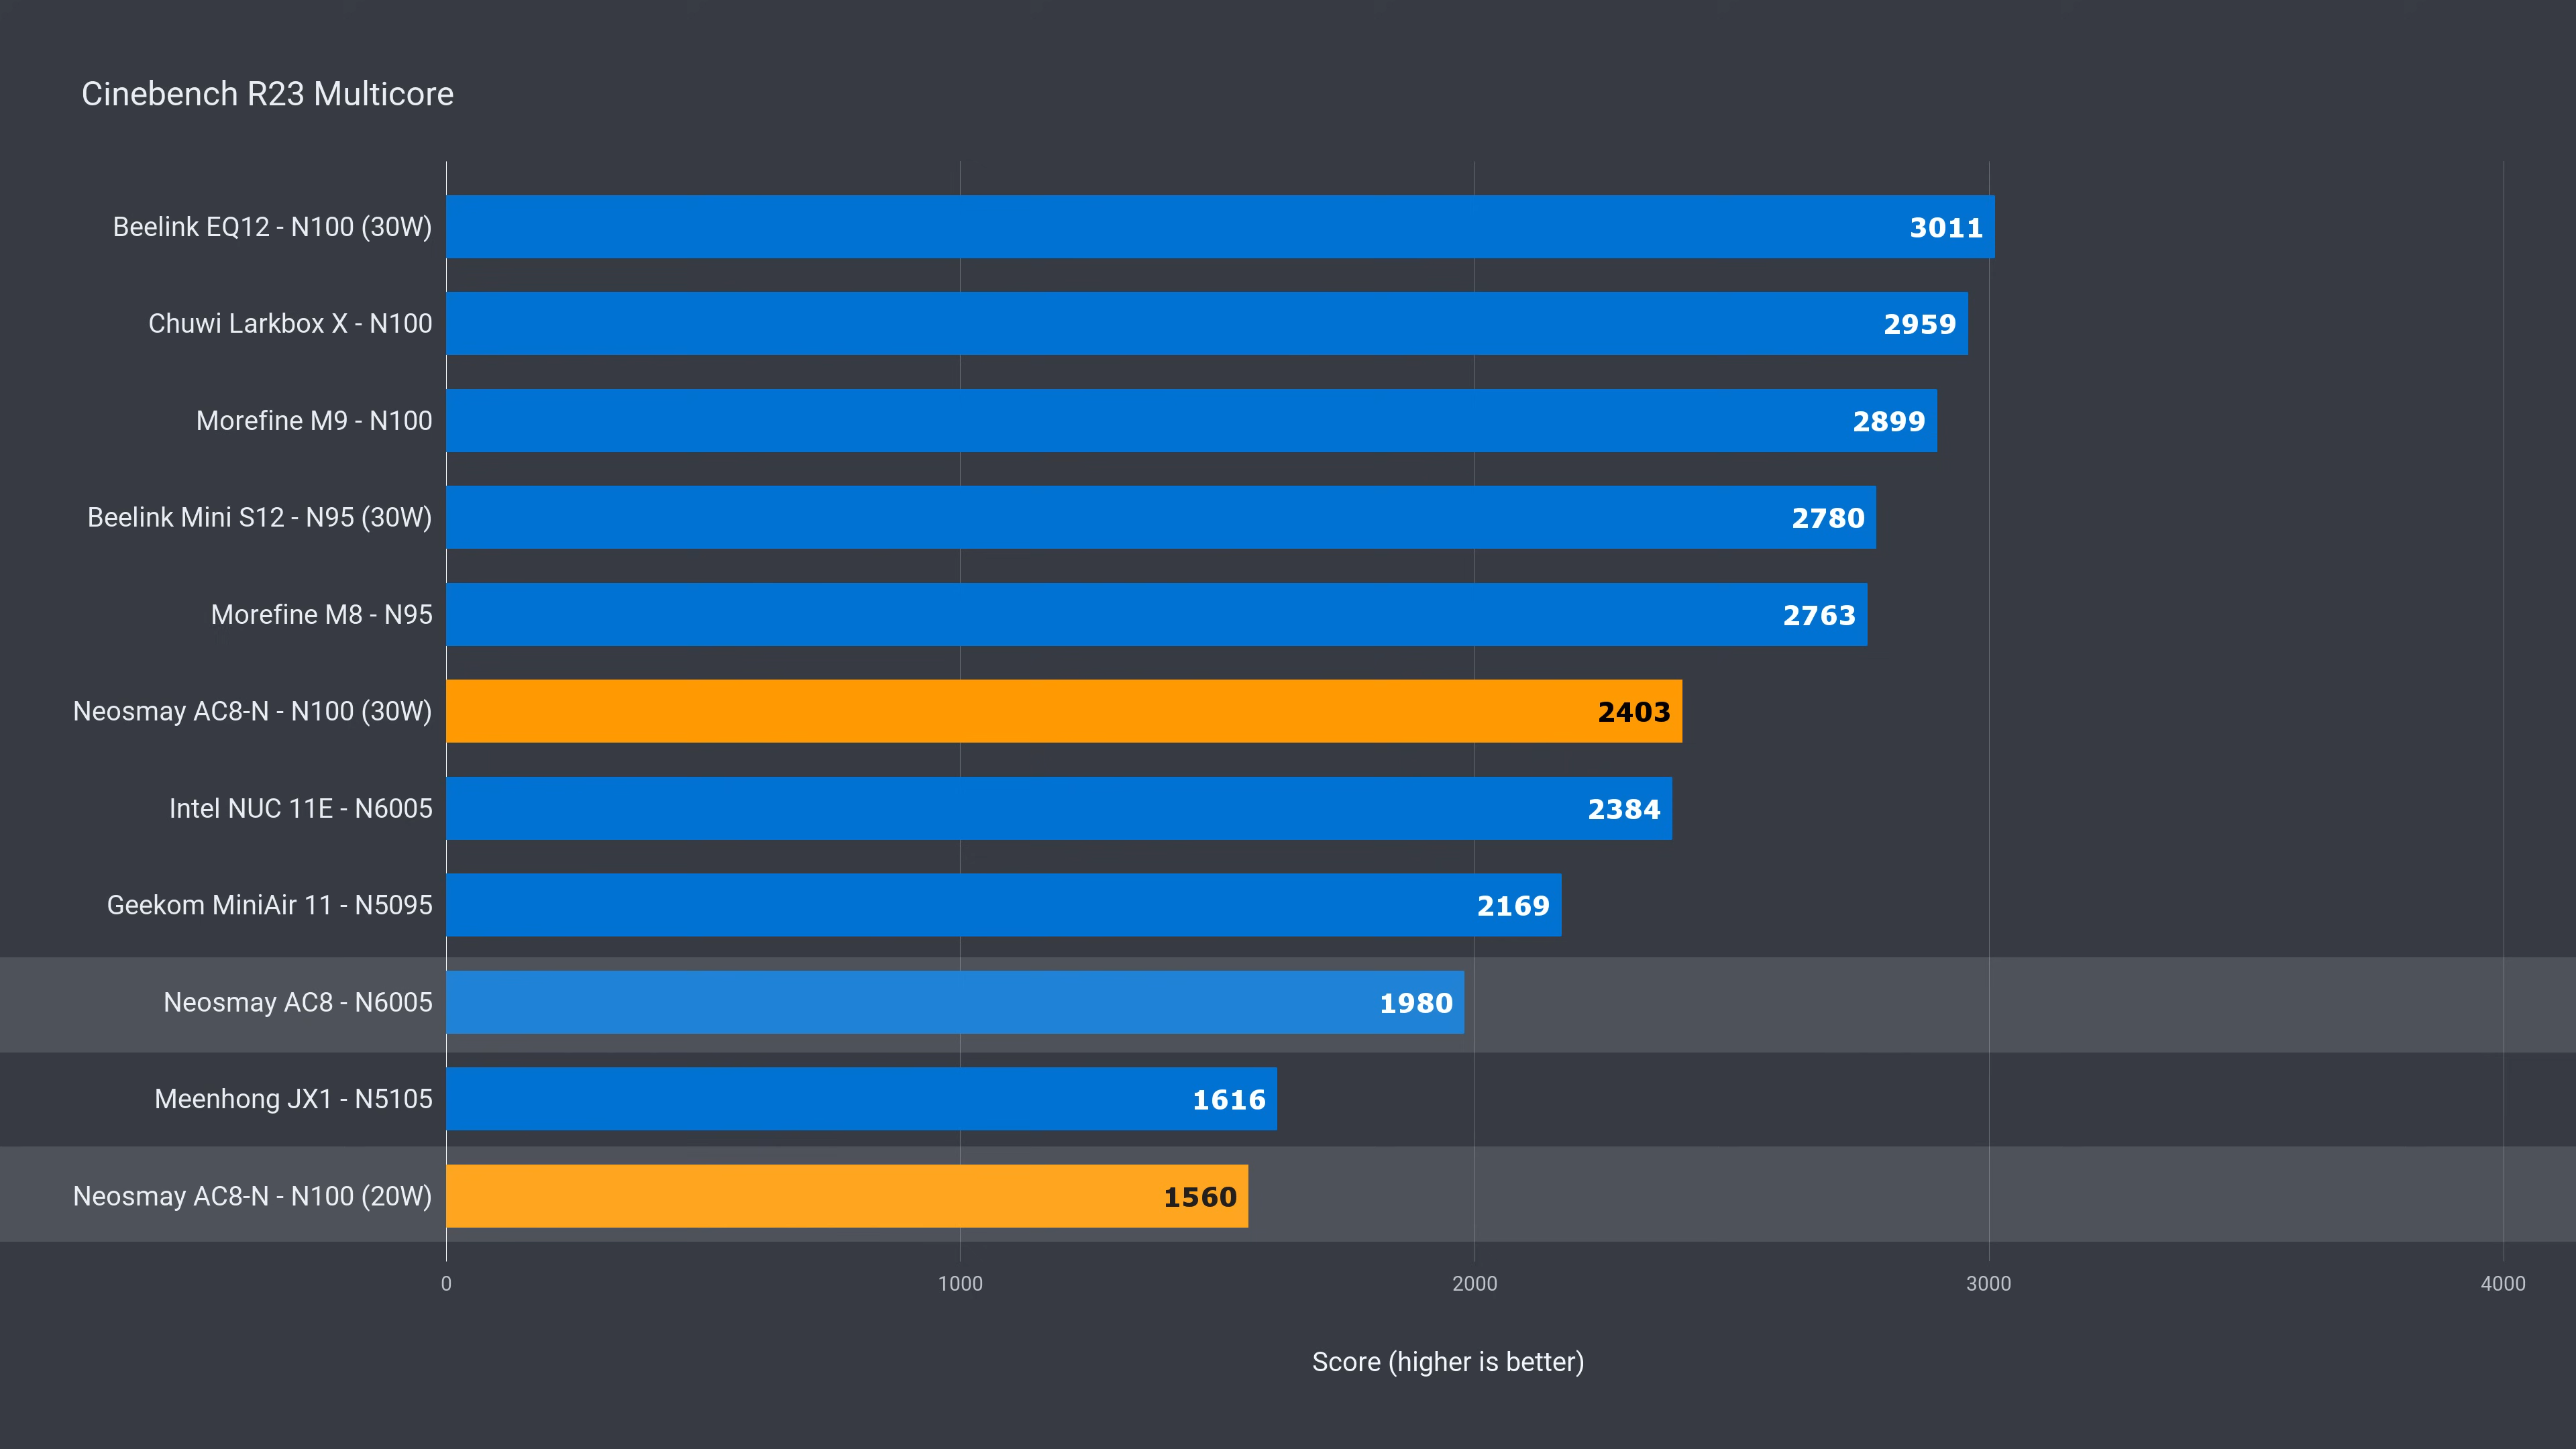 Cinebench R23 Multicore
Beelink EQ12 - N100 (30W) 3011
Chuwi Larkbox X - N100 2959
Morefine M9 - N100 2899
Beelink Mini S12 - N95 (30W) 2780
Morefine M8 - N95 2763
Neosmay AC8-N - N100 (30W) 2403
Intel NUC 11E - N6005 2384
Geekom MiniAir 11 - N5095 2169
Neosmay AC8 - N6005 1980
Meenhong JX1 - N5105 1616
Neosmay AC8-N - N100 (20W) 1560
0 1000 2000 3000 4000
Score (higher is better)